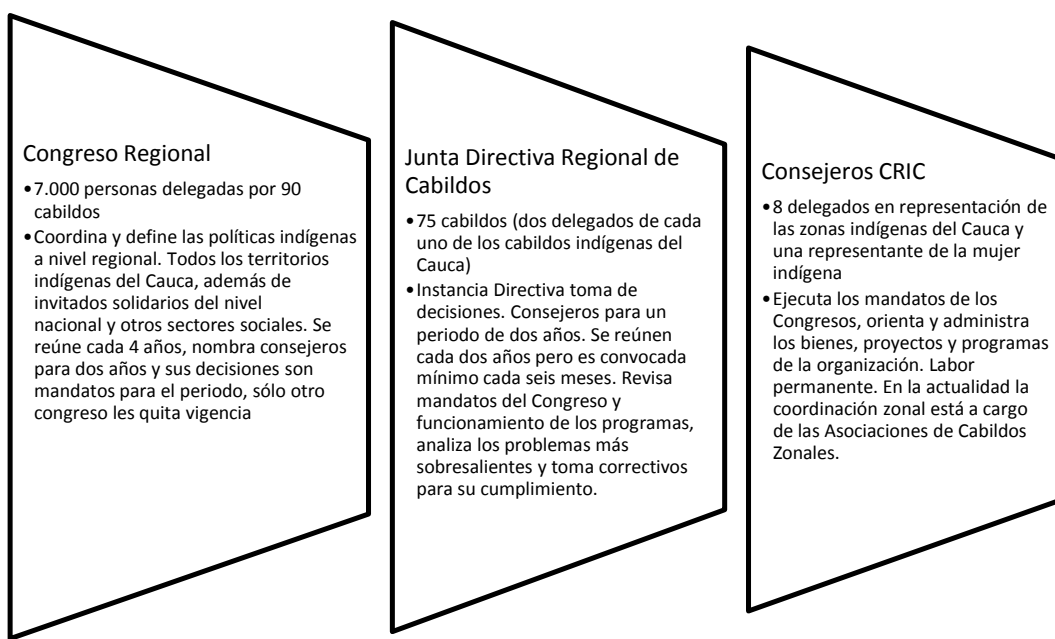 Congreso Regional
•7.000 personas delegadas por 90
cabildos
•Coordina y define las políticas indígenas
a nivel regional. Todos los territorios
indígenas del Cauca, además de
invitados solidarios del nivel
nacional y otros sectores sociales. Se
reúne cada 4 años, nombra consejeros
para dos años y sus decisiones son
mandatos para el periodo, sólo otro
congreso les quita vigencia
Junta Directiva Regional de
Cabildos
•75 cabildos (dos delegados de cada
uno de los cabildos indígenas del
Cauca)
•Instancia Directiva toma de
decisiones. Consejeros para un
periodo de dos años. Se reúnen
cada dos años pero es convocada
mínimo cada seis meses. Revisa
mandatos del Congreso y
funcionamiento de los programas,
analiza los problemas más
sobresalientes y toma correctivos
para su cumplimiento.
Consejeros CRIC
•8 delegados en representación de
las zonas indígenas del Cauca y
una representante de la mujer
indígena
•Ejecuta los mandatos de los
Congresos, orienta y administra
los bienes, proyectos y programas
de la organización. Labor
permanente. En la actualidad la
coordinación zonal está a cargo
de las Asociaciones de Cabildos
Zonales.